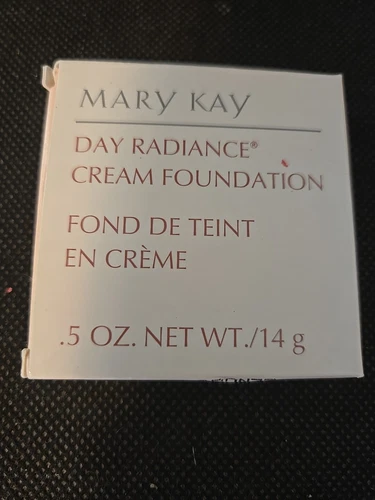 MARY KAY
DAY RADIANCE®
CREAM FOUNDATION
FOND DE TEINT
EN CRÈME
.5 OZ. NET WT./14 g